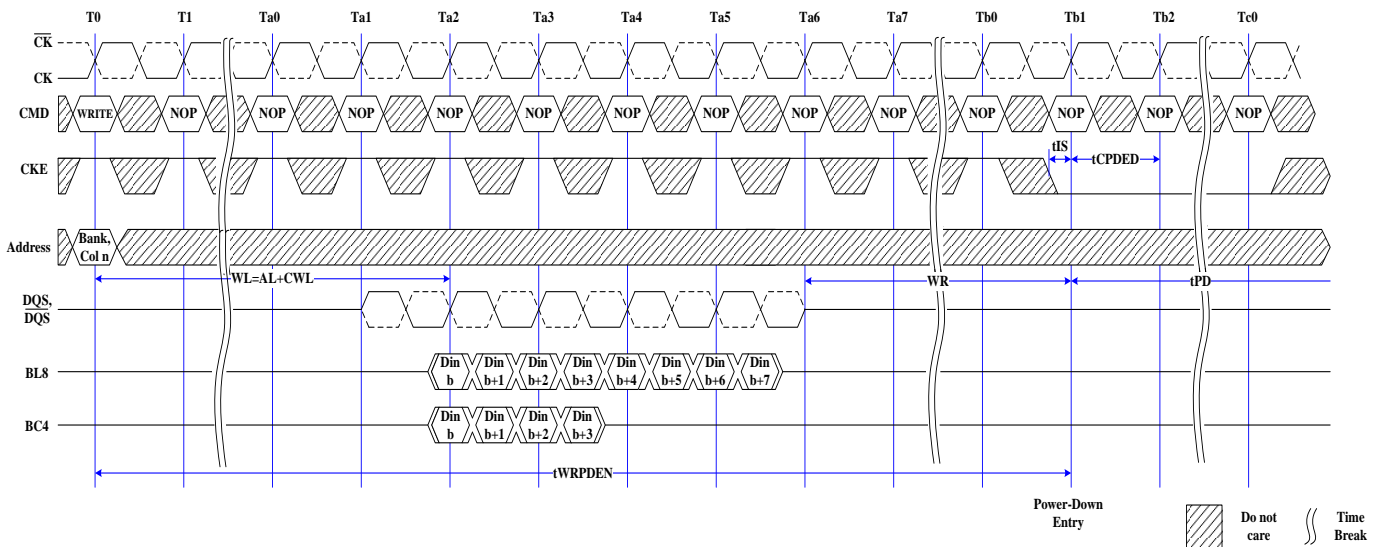 T0 T1 Ta0 Ta1 Ta2 Ta3 Ta4 Ta5 Ta6 Ta7 Tb0 Tb1 Tb2 Tc0
CK
CK
CMD WRITE NOP NOP NOP NOP NOP NOP NOP NOP NOP NOP NOP NOP NOP
tIS
tCPDED
CKE
Address
Bank,
Col n
WL=AL+CWL
WR
tPD
DQS,
DQS
BL8
Din
b
Din
b+1
Din
b+2
Din
b+3
Din
b+4
Din
b+5
Din
b+6
Din
b+7
BC4
Din
b
Din
b+1
Din
b+2
Din
b+3
tWRPDEN
Power-Down
Entry
Do not
care
Time
Break